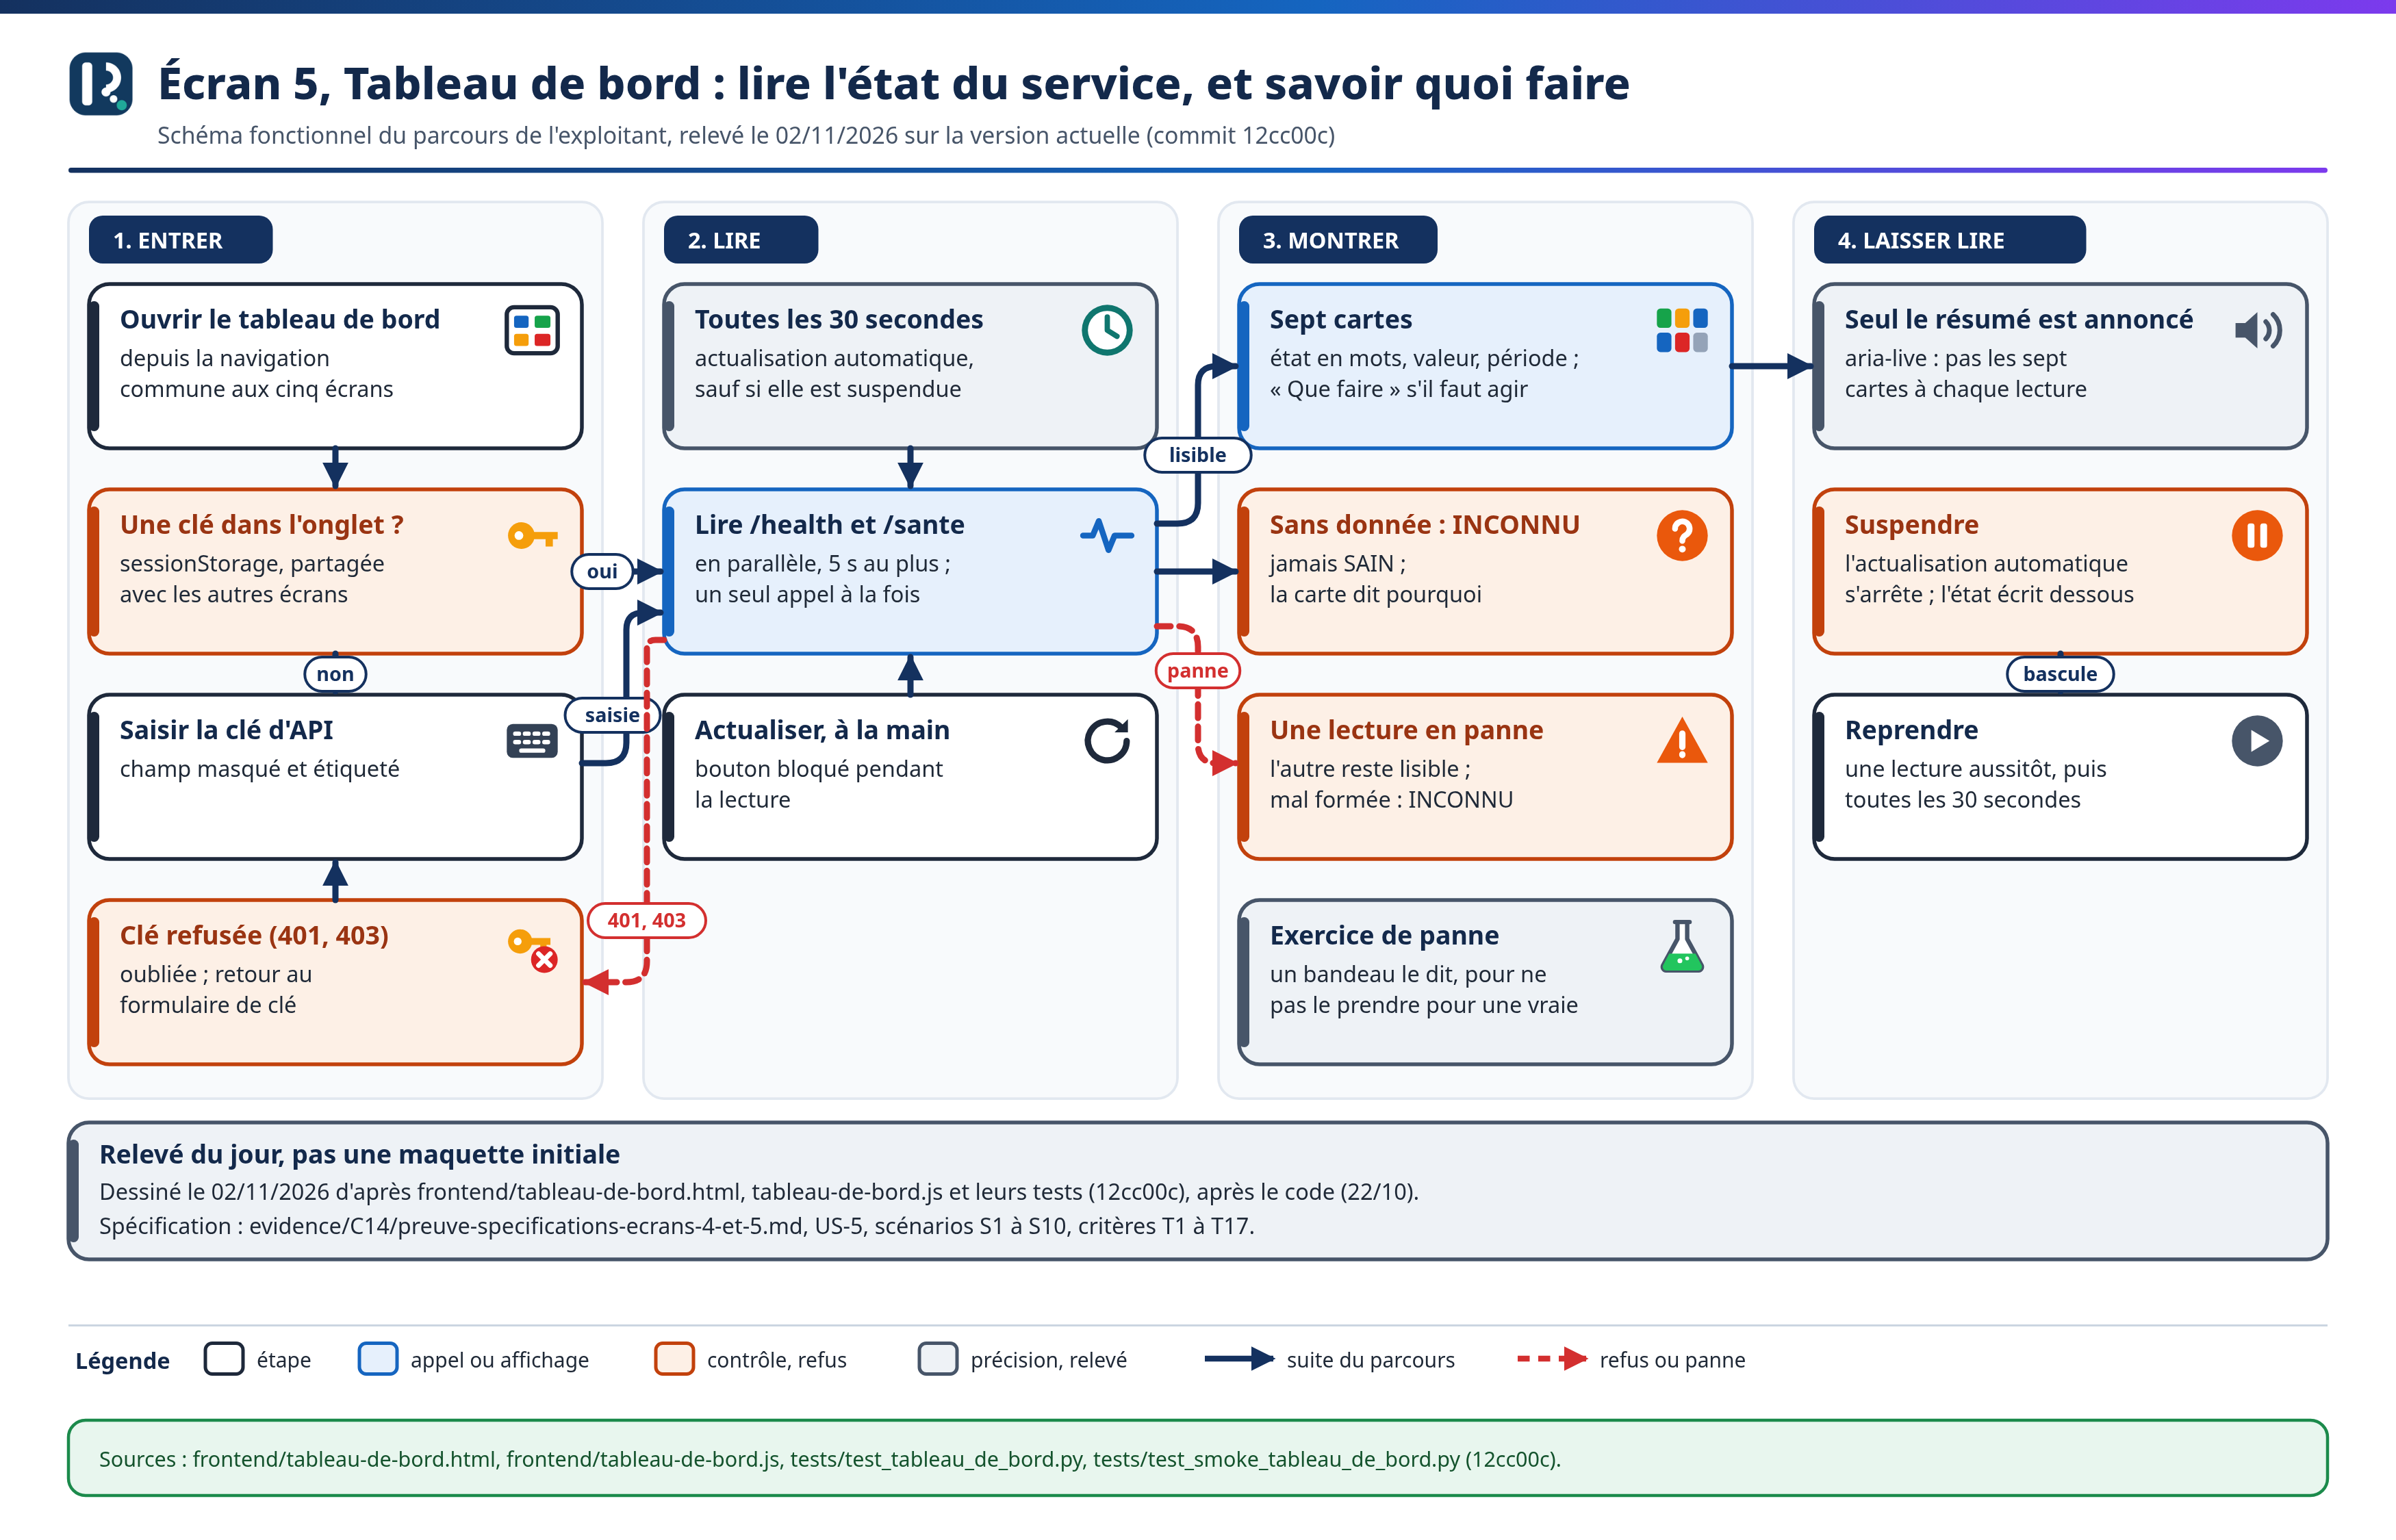 Écran 5, Tableau de bord : lire l'état du service, et savoir quoi faire
Schéma fonctionnel du parcours de l'exploitant, relevé le 02/11/2026 sur la version actuelle (commit 12cc00c)
1. ENTRER
Ouvrir le tableau de bord
depuis la navigation
commune aux cinq écrans
Une clé dans l'onglet ?
sessionStorage, partagée
avec les autres écrans
oui
non
Saisir la clé d'API
champ masqué et étiqueté
saisie
Clé refusée (401, 403)
oubliée ; retour au
formulaire de clé
401, 403
2. LIRE
Toutes les 30 secondes
actualisation automatique,
sauf si elle est suspendue
Lire /health et /sante
en parallèle, 5 s au plus ;
un seul appel à la fois
lisible
panne
Actualiser, à la main
bouton bloqué pendant
la lecture
3. MONTRER
Sept cartes
état en mots, valeur, période ;
« Que faire » s'il faut agir
Sans donnée : INCONNU
jamais SAIN ;
la carte dit pourquoi
Une lecture en panne
l'autre reste lisible ;
mal formée : INCONNU
Exercice de panne
un bandeau le dit, pour ne
pas le prendre pour une vraie
4. LAISSER LIRE
Seul le résumé est annoncé
aria-live : pas les sept
cartes à chaque lecture
Suspendre
l'actualisation automatique
s'arrête ; l'état écrit dessous
bascule
Reprendre
une lecture aussitôt, puis
toutes les 30 secondes
Relevé du jour, pas une maquette initiale
Dessiné le 02/11/2026 d'après frontend/tableau-de-bord.html, tableau-de-bord.js et leurs tests (12cc00c), après le code (22/10).
Spécification : evidence/C14/preuve-specifications-ecrans-4-et-5.md, US-5, scénarios S1 à S10, critères T1 à T17.
Légende
étape
appel ou affichage
contrôle, refus
précision, relevé
suite du parcours
refus ou panne
Sources : frontend/tableau-de-bord.html, frontend/tableau-de-bord.js, tests/test_tableau_de_bord.py, tests/test_smoke_tableau_de_bord.py (12cc00c).